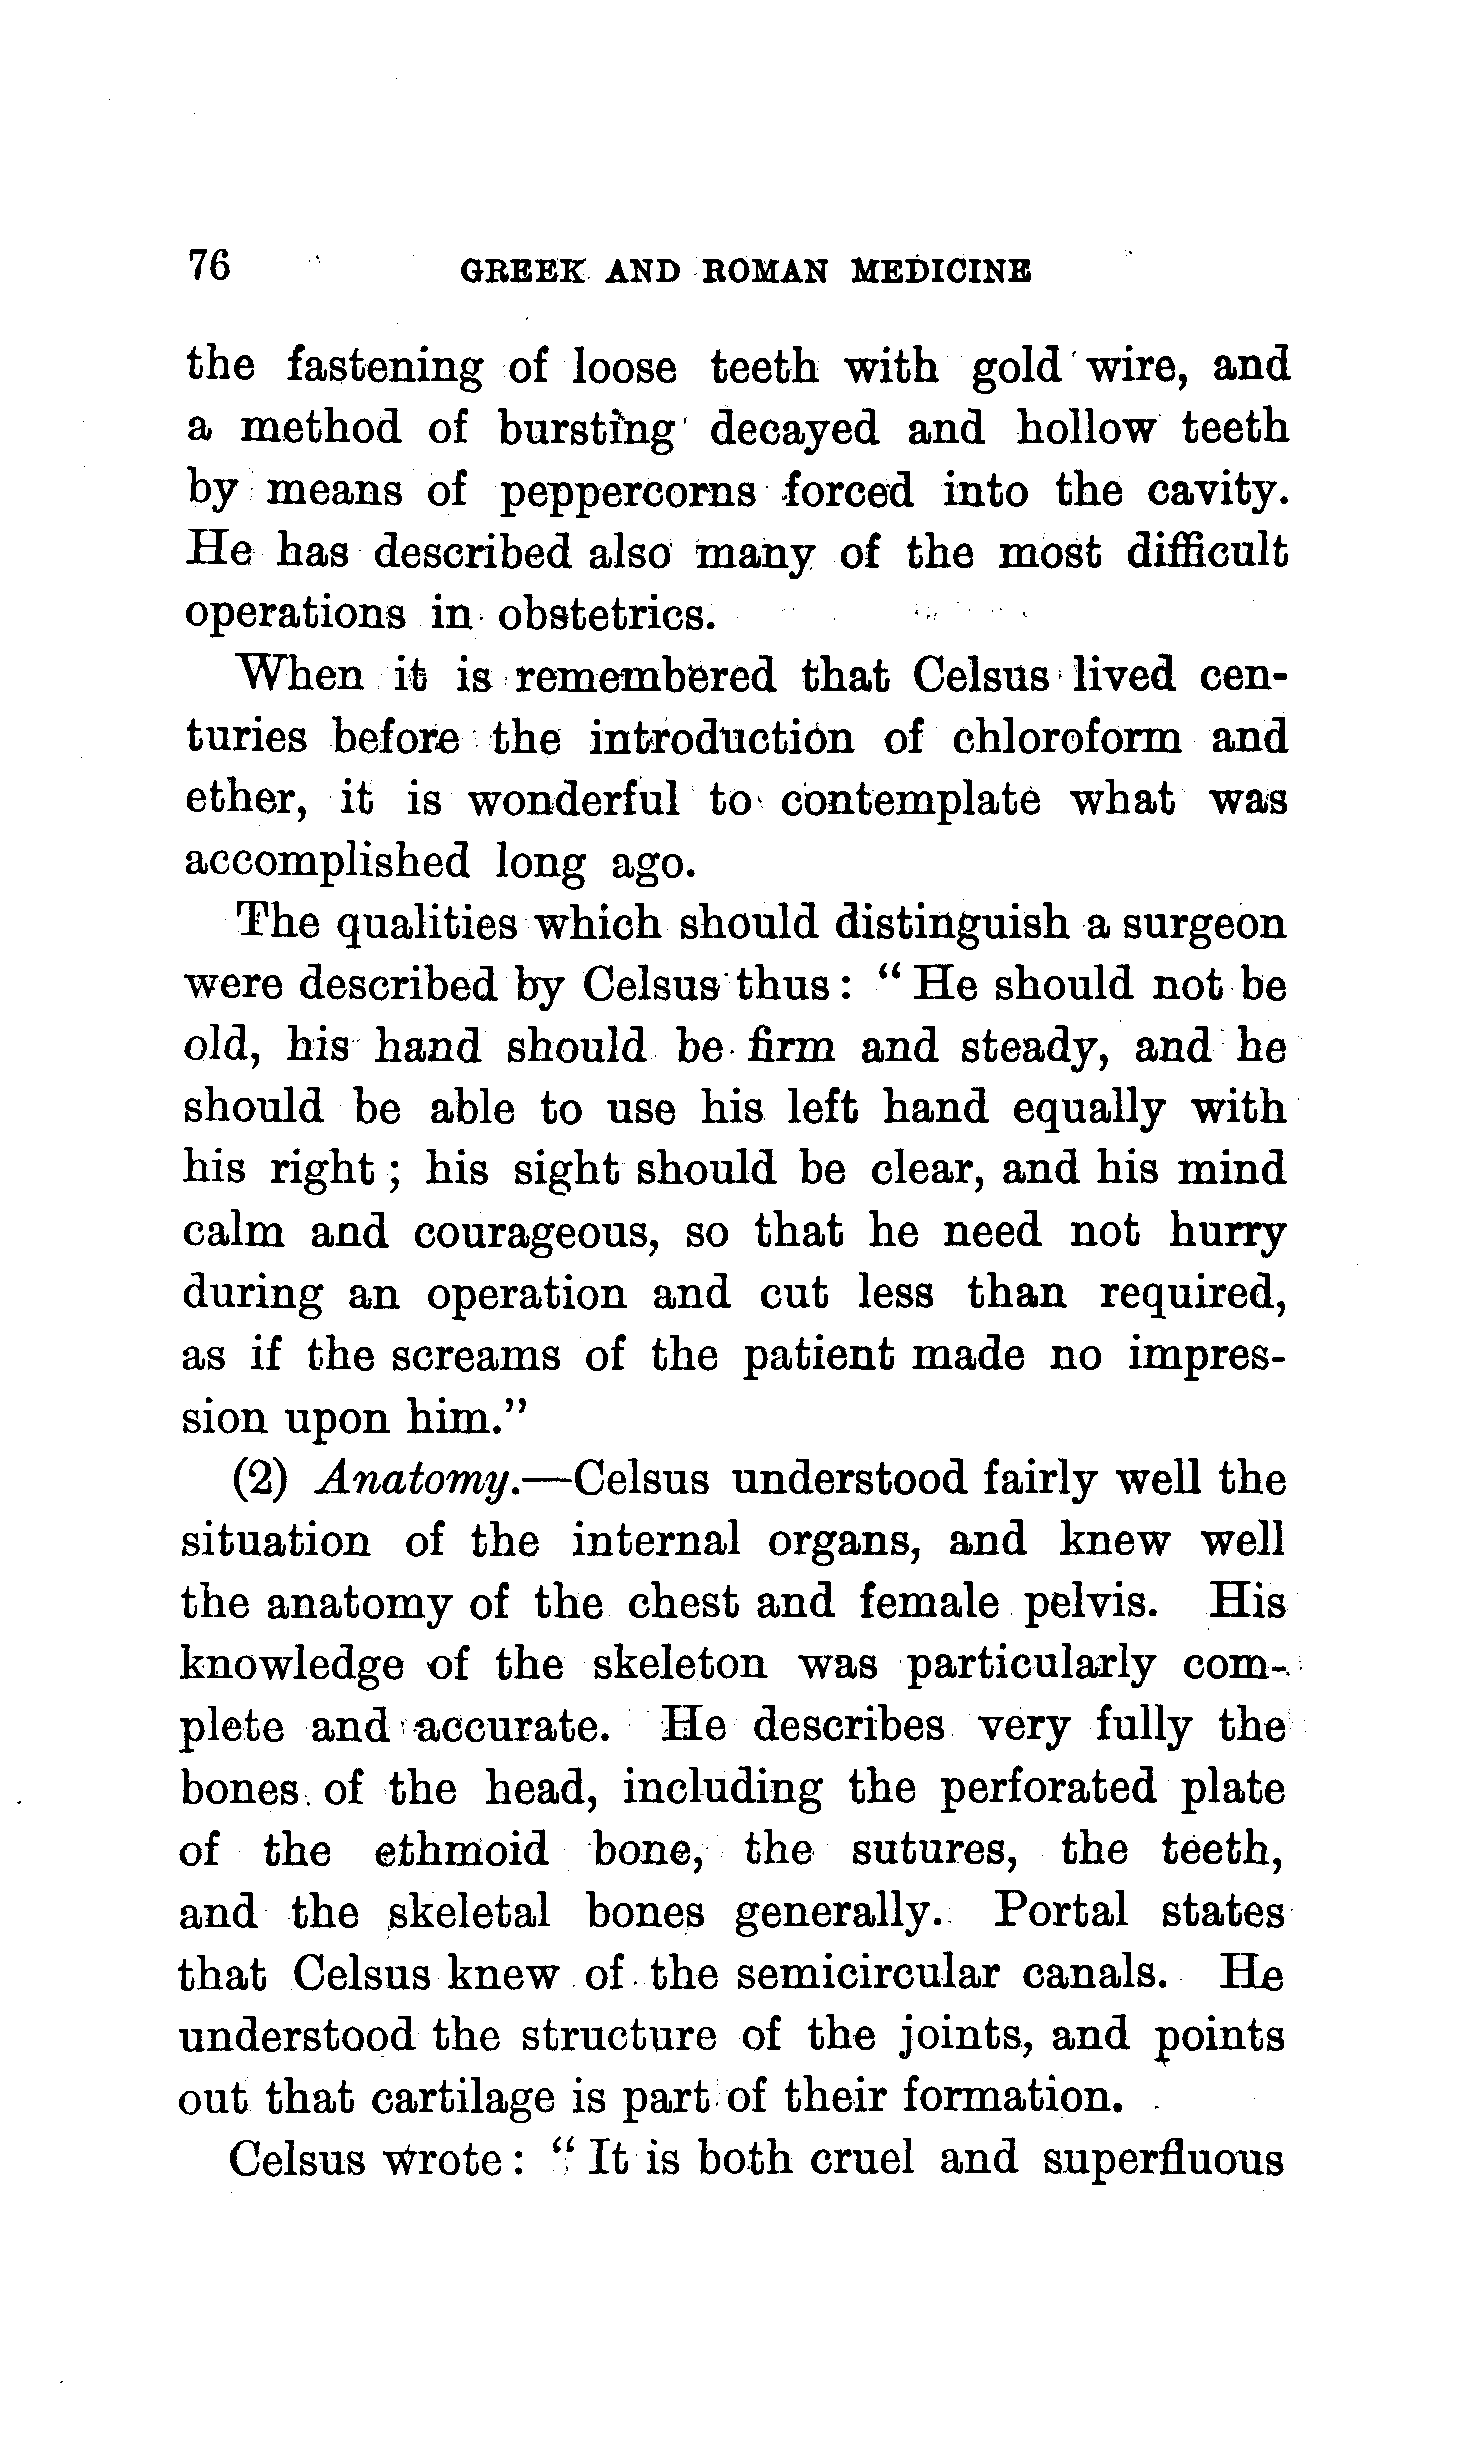 76 GREEK AND ROMAN MEDICINE
the fastening of loose teeth with gold wire, and
a method of bursting decayed and hollow teeth
by means of peppercorns forced into the cavity.
He has described also many of the most difficult
operations in obstetrics.
When it is remembered that Celsus lived cen-
turies before the introduction of chloroform and
ether, it is wonderful to contemplate what was
accomplished long ago.
The qualities which should distinguish a surgeon
were described by Celsus thus : “ He should not be
old, his hand should be firm and steady, and he
should be able to use his left hand equally with
his right ; his sight should be clear, and his mind
calm and courageous, so that he need not hurry
during an operation and cut less than required,
as if the screams of the patient made no impres-
sion upon him.”
(2) Anatomy.—Celsus understood fairly well the
situation of the internal organs, and knew well
the anatomy of the chest and female pelvis. His
knowledge of the skeleton was particularly com-
plete and accurate. He describes very fully the
bones of the head, including the perforated plate
of the ethmoid bone, the sutures, the teeth,
and the skeletal bones generally. Portal states
that Celsus knew of the semicircular canals. He
understood the structure of the joints, and points
out that cartilage is part of their formation.
Celsus wrote : “ It is both cruel and superfluous